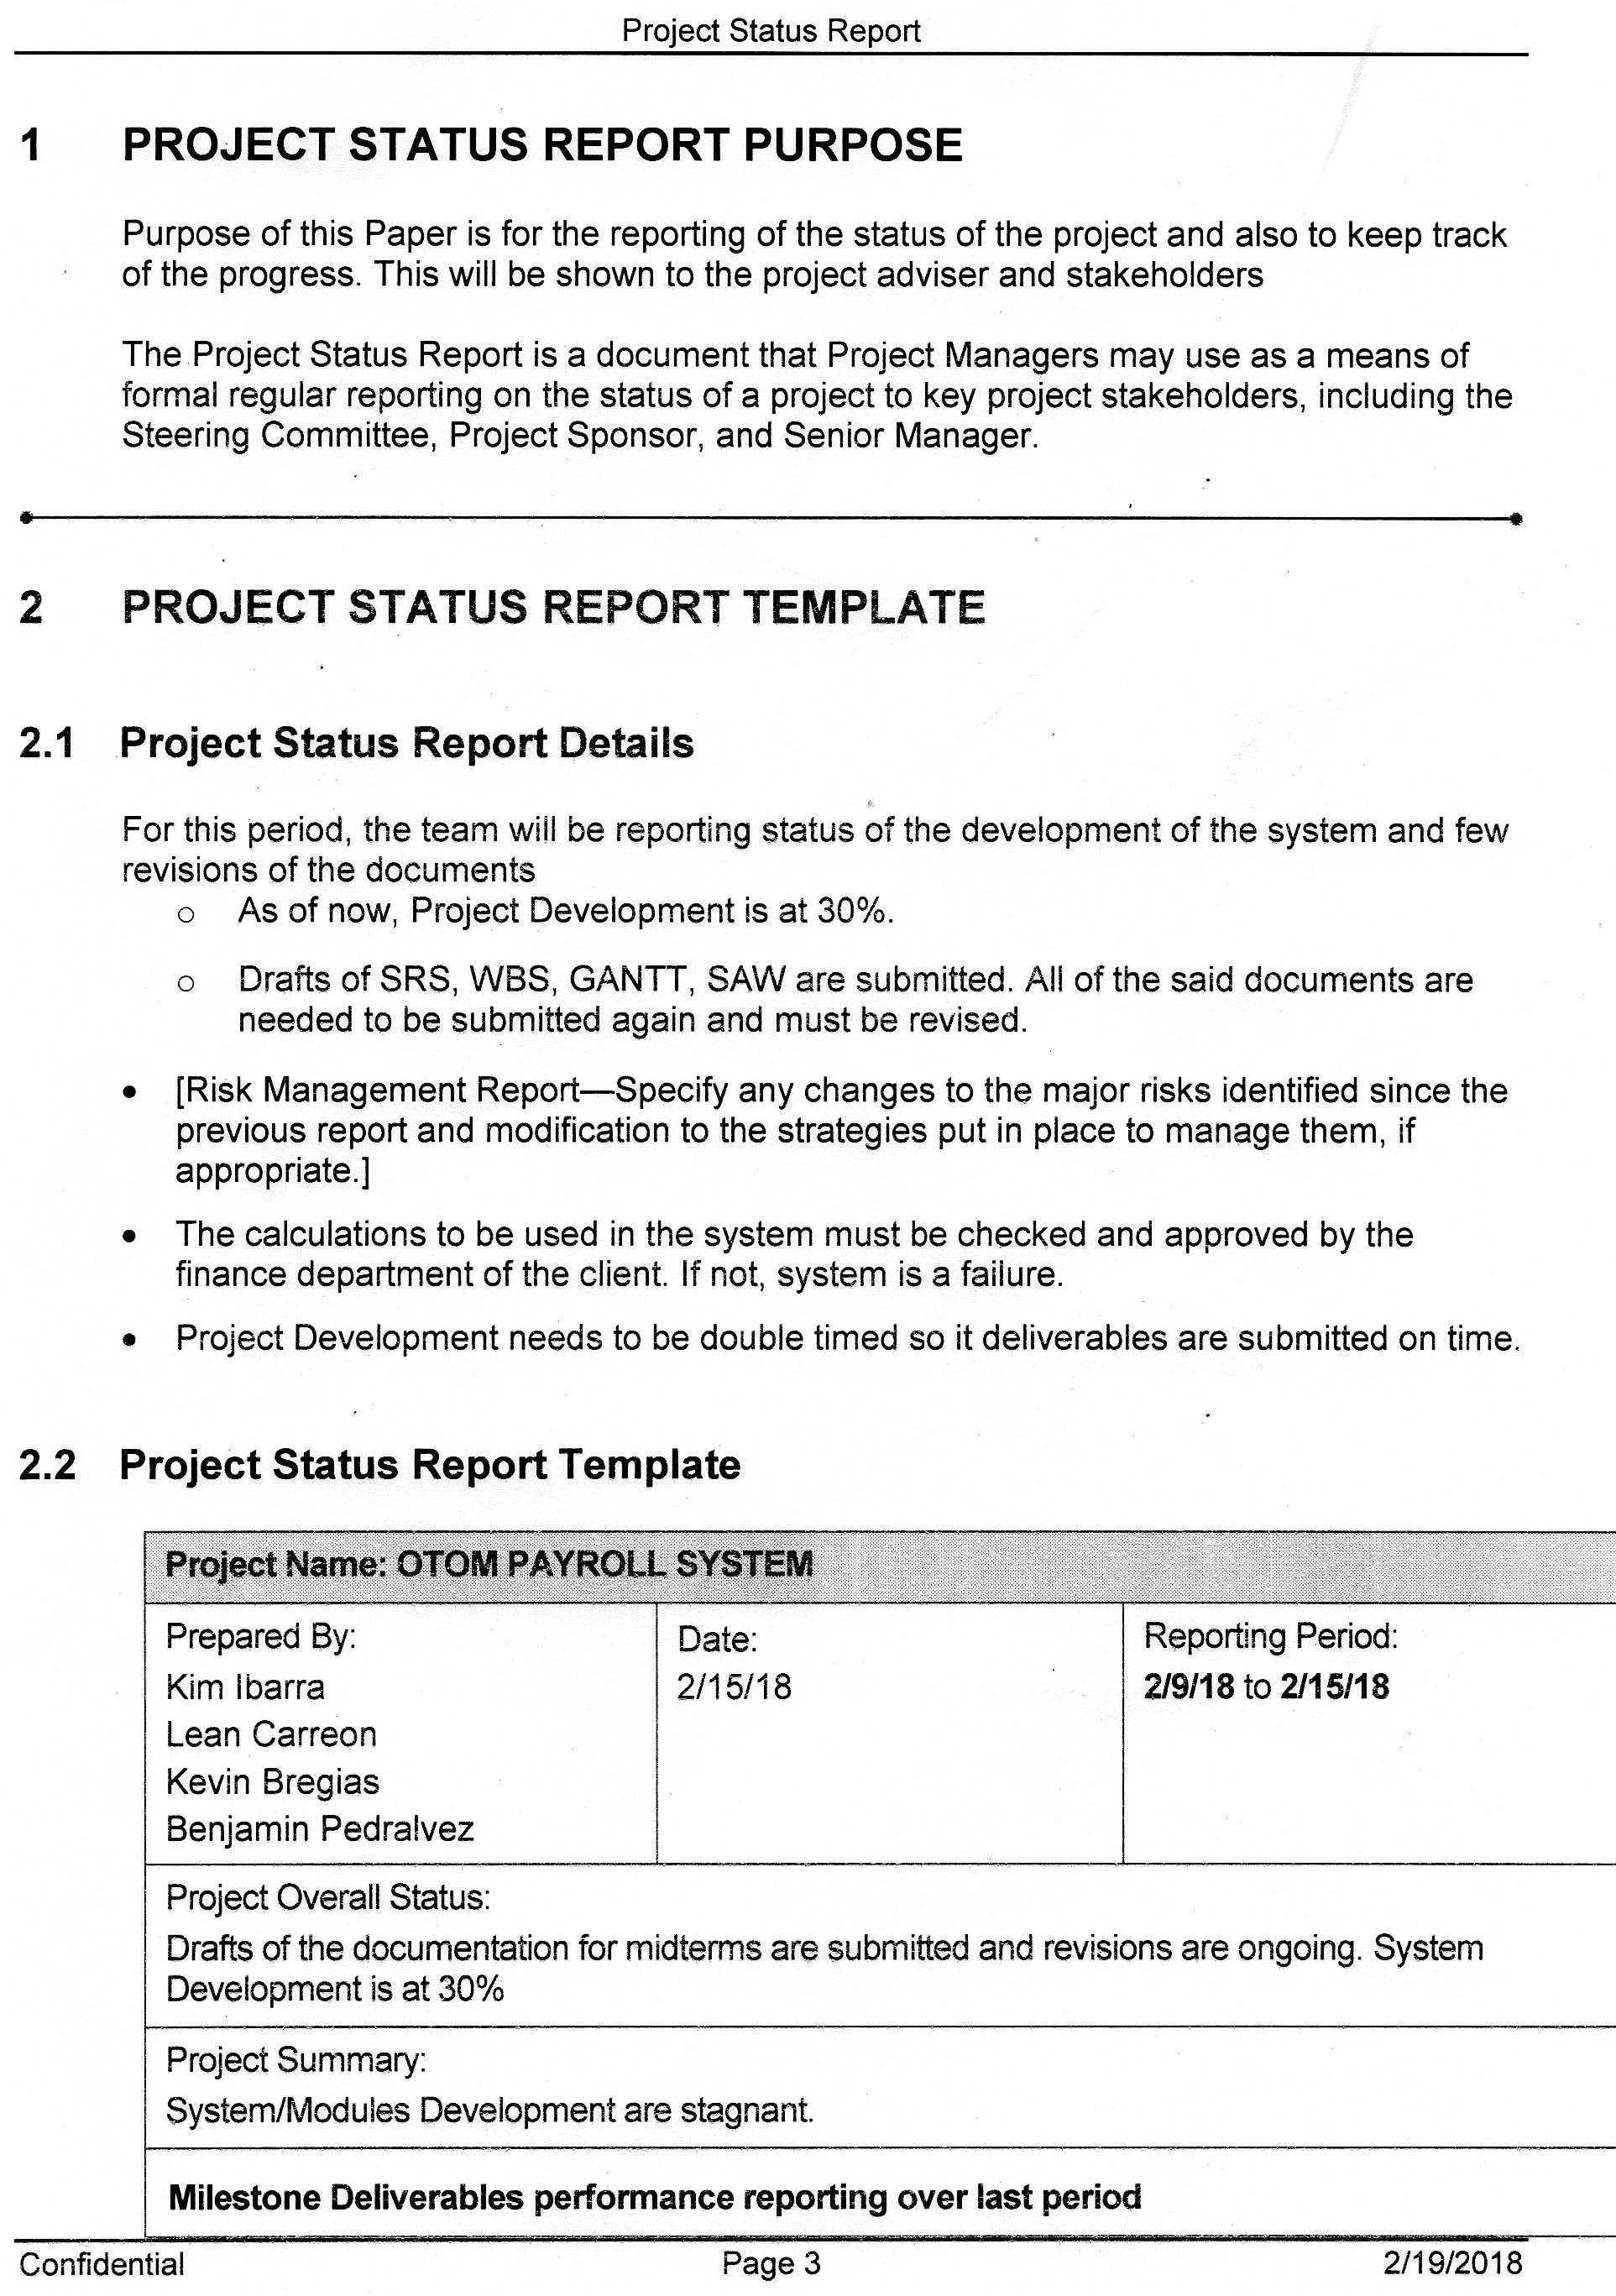 Project Status Report
1 PROJECT STATUS REPORT PURPOSE
Purpose of this Paper is for the reporting of the status of the project and also to keep track
of the progress. This will be shown to the project adviser and stakeholders
The Project Status Report is a document that Project Managers may use as a means of
formal regular reporting on the status of a project to key project stakeholders, including the
Steering Committee, Project Sponsor, and Senior Manager.
2 PROJECT STATUS REPORT TEMPLATE
2.1 Project Status Report Details
For this period, the team will be reporting status of the development of the system and few
revisions of the documents
o As of now, Project Development is at 30%.
o Drafts of SRS, WBS, GANTT, SAW are submitted. All of the said documents are
needed to be submitted again and must be revised.
• [Risk Management Report—Specify any changes to the major risks identified since the
previous report and modification to the strategies put in place to manage them, if
appropriate.]
• The calculations to be used in the system must be checked and approved by the
finance department of the client. If not, system is a failure.
• Project Development needs to be double timed so it deliverables are submitted on time.
2.2 Project Status Report Template
Project Name: OTOM PAYROLL SYSTEM
Prepared By:
Kim Ibarra
Lean Carreon
Kevin Bregias
Benjamin Pedralvez
Date:
2/15/18
Reporting Period:
2/9/18 to 2/15/18
Project Overall Status:
Drafts of the documentation for midterms are submitted and revisions are ongoing. System
Development is at 30%
Project Summary:
System/Modules Development are stagnant.
Milestone Deliverables performance reporting over last period
Confidential Page 3 2/19/2018